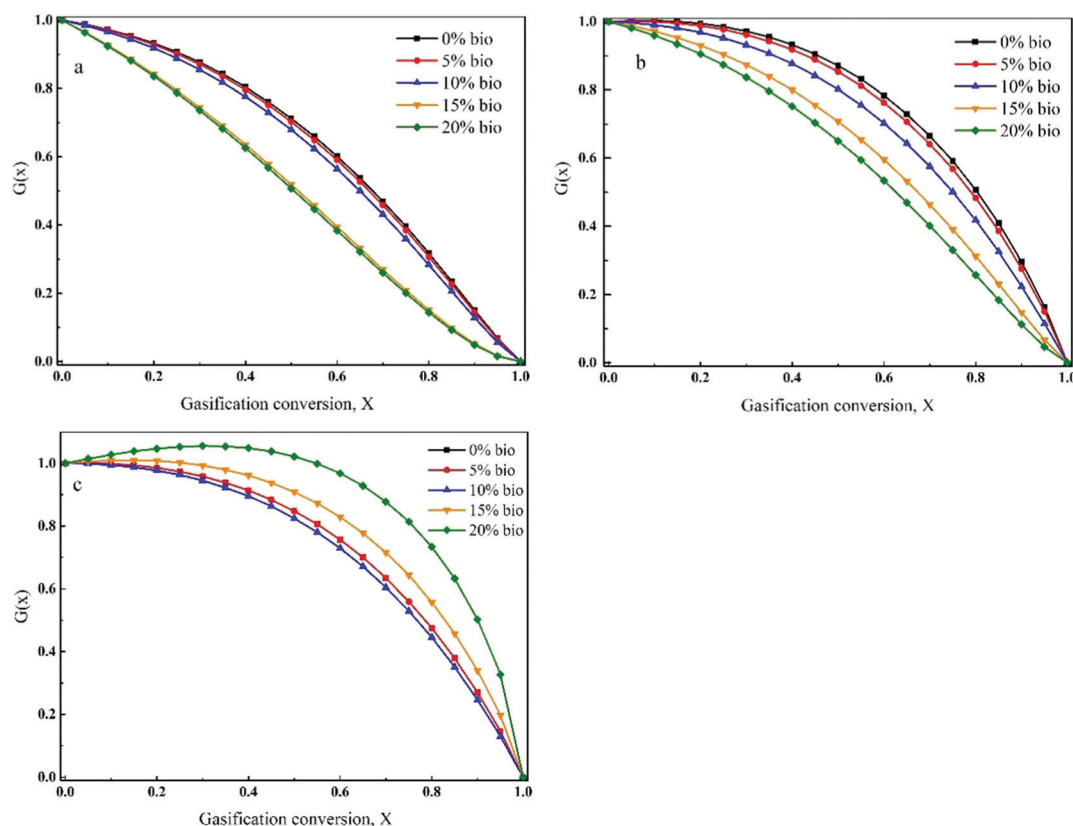 1.0
0.8
0.6
0.4
0.2
0.0
G(x)
a
0% bio
5% bio
10% bio
15% bio
20% bio
0.0 0.2 0.4 0.6 0.8 1.0
Gasification conversion, X
1.0
0.8
0.6
0.4
0.2
0.0
G(x)
b
0% bio
5% bio
10% bio
15% bio
20% bio
0.0 0.2 0.4 0.6 0.8 1.0
Gasification conversion, X
1.0
0.8
0.6
0.4
0.2
0.0
G(x)
c
0% bio
5% bio
10% bio
15% bio
20% bio
0.0 0.2 0.4 0.6 0.8 1.0
Gasification conversion, X